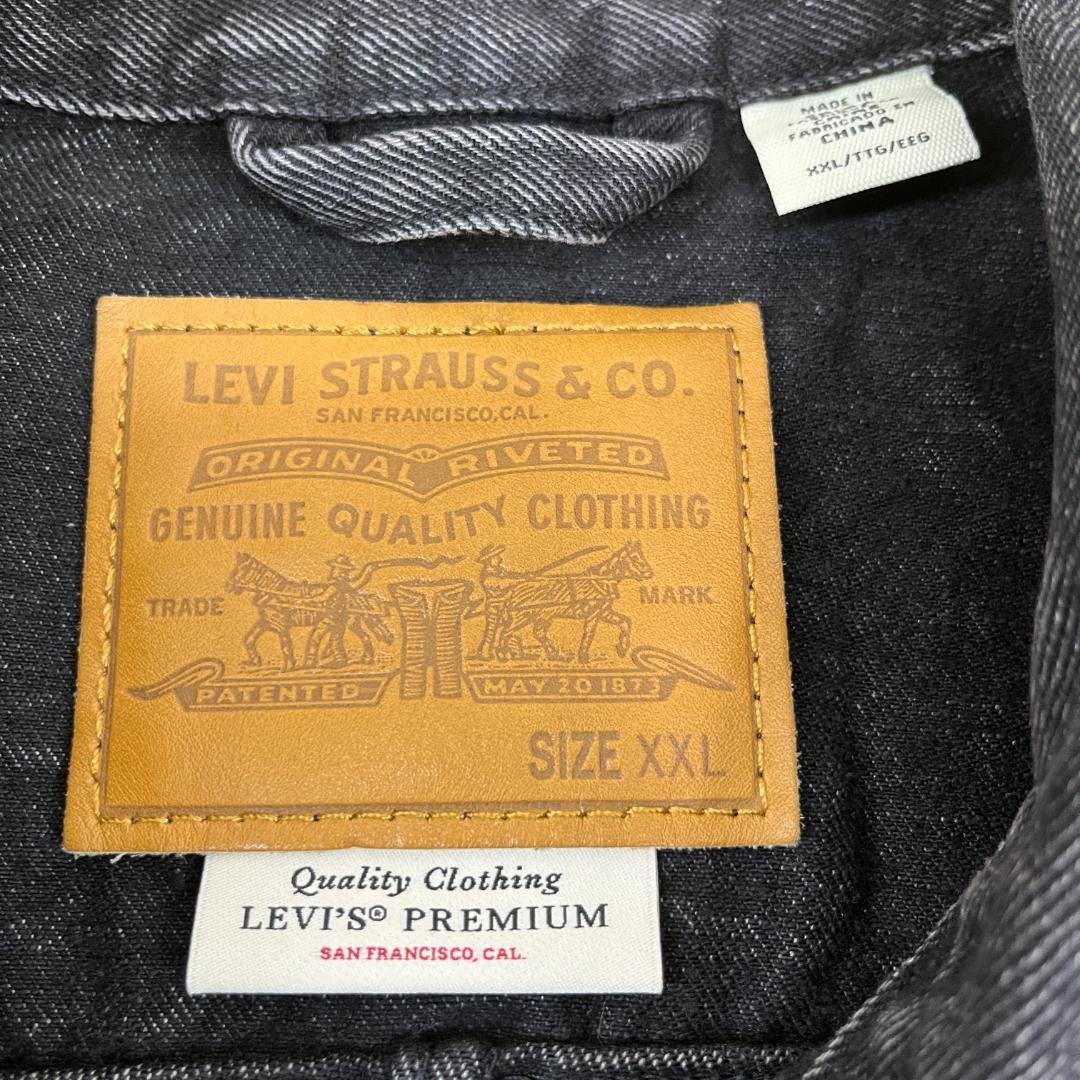 MADE IN
FABRICADO EN
CHINA
XXL/TTG/EEG
LEVI STRAUSS & CO.
SAN FRANCISCO, CAL.
ORIGINAL RIVETED
GENUINE QUALITY CLOTHING
TRADE MARK
PATENTED MAY 20 1873
SIZE XXL
Quality Clothing
LEVI'S® PREMIUM
SAN FRANCISCO, CAL.